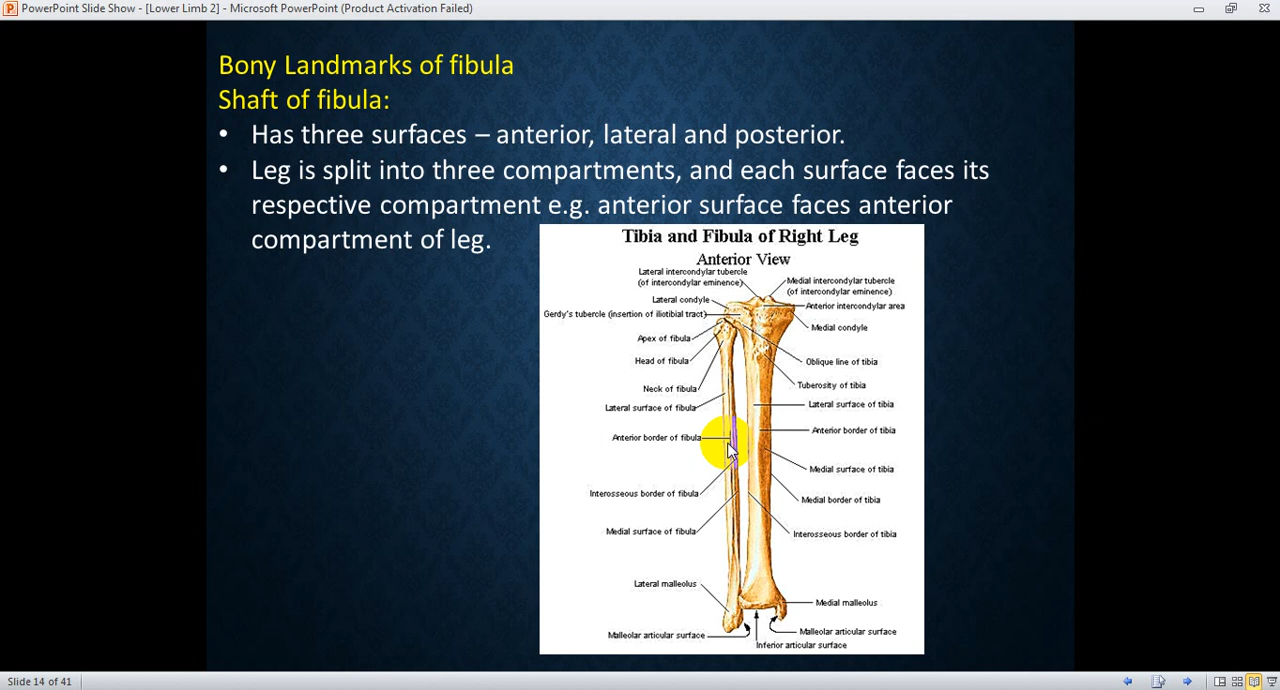 PowerPoint Slide Show - [Lower Limb 2] - Microsoft PowerPoint (Product Activation Failed)
Bony Landmarks of fibula
Shaft of fibula:
• Has three surfaces – anterior, lateral and posterior.
• Leg is split into three compartments, and each surface faces its
respective compartment e.g. anterior surface faces anterior
compartment of leg.
Tibia and Fibula of Right Leg
Anterior View
Lateral intercondylar tubercle
(of intercondylar eminence)
Medial intercondylar tubercle
(of intercondylar eminence)
Lateral condyle
Anterior intercondylar area
Gerdy's tubercle (insertion of iliotibial tract)
Medial condyle
Apex of fibula
Head of fibula
Oblique line of tibia
Neck of fibula
Tuberosity of tibia
Lateral surface of fibula
Lateral surface of tibia
Anterior border of fibula
Anterior border of tibia
Medial surface of tibia
Interosseous border of fibula
Medial border of tibia
Medial surface of fibula
Interosseous border of tibia
Lateral malleolus
Medial malleolus
Malleolar articular surface
Malleolar articular surface
Inferior articular surface
Slide 14 of 41